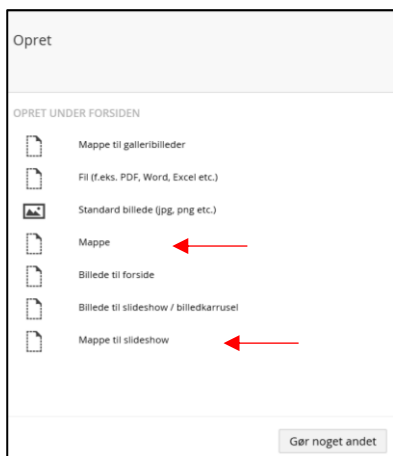 Opret
OPRET UNDER FORSIDEN
Mappe til galleribilleder
Fil (f.eks. PDF, Word, Excel etc.)
Standard billede (jpg, png etc.)
Mappe
Billede til forside
Billede til slideshow / billedkarrusel
Mappe til slideshow
Gør noget andet